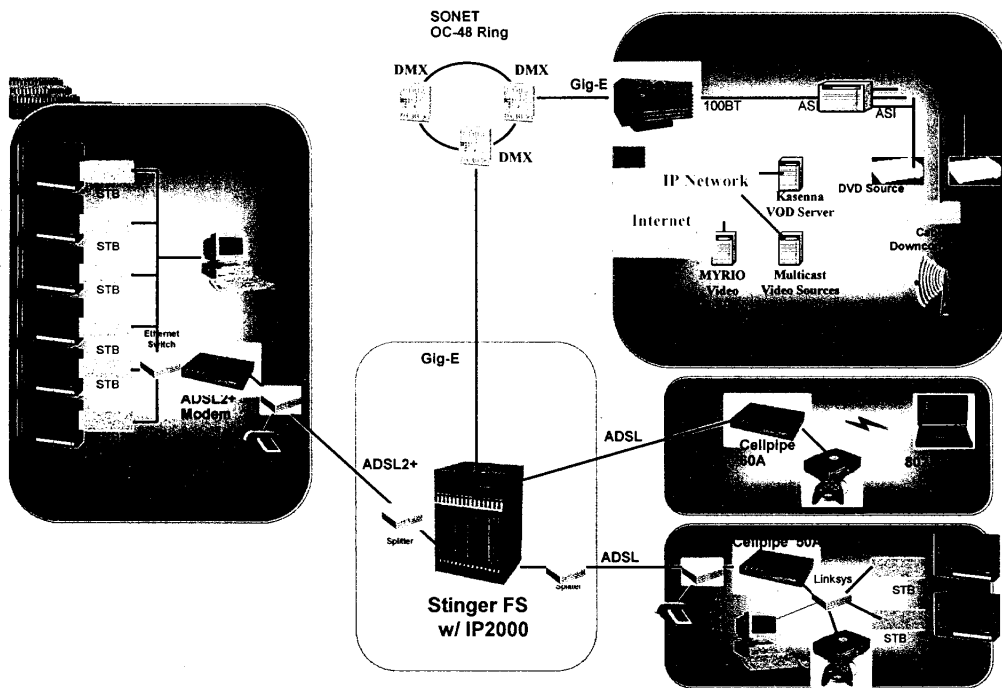 SONET
OC-48 Ring
DMX
DMX
DMX
Gig-E
100BT
ASI
ASI
IP Network
Kasenna
VOD Server
DVD Source
Internet
MYRIO
Video
Multicast
Video Sources
STB
STB
STB
STB
STB
Ethernet
Switch
ADSL2+
Modem
Gig-E
ADSL2+
Splitter
Stinger FS
w/ IP2000
ADSL
Cellpipe
ADSL
Splitter
Cellpipe 50A
Linksys
STB
STB